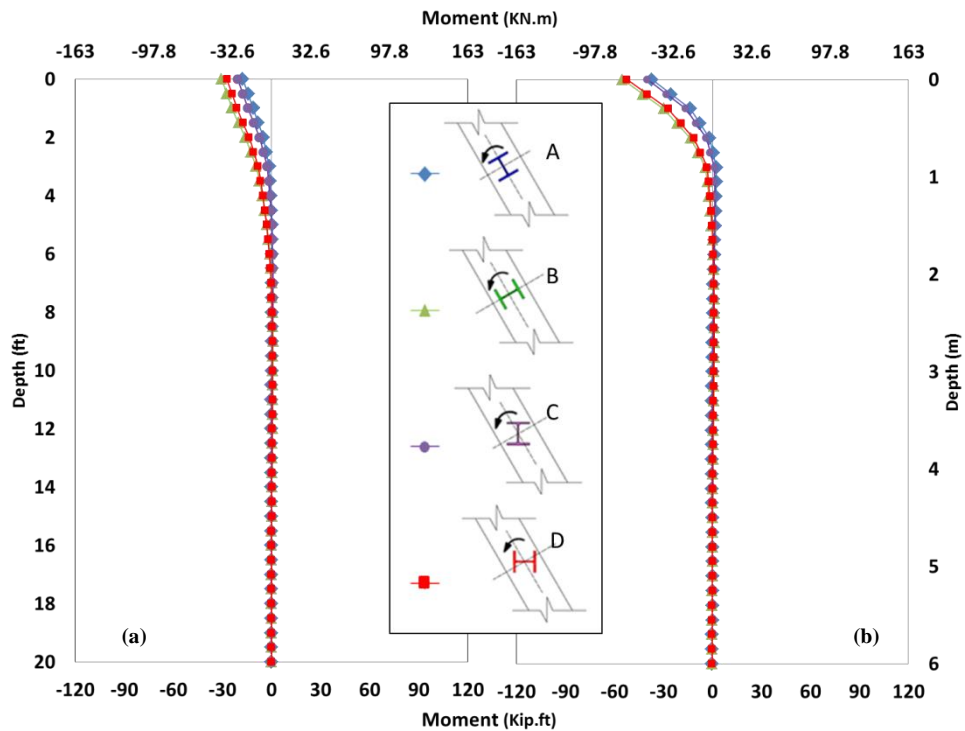 Moment (KN.m)
-163 -97.8 -32.6 32.6 97.8 163 -163 -97.8 -32.6 32.6 97.8 163
0 0
2
4 1
6 2
8
10 3
12
4
14
16 5
18
20 6
Depth (ft)
Depth (m)
A
B
C
D
(a) (b)
-120 -90 -60 -30 0 30 60 90 120 -120 -90 -60 -30 0 30 60 90 120
Moment (Kip.ft)